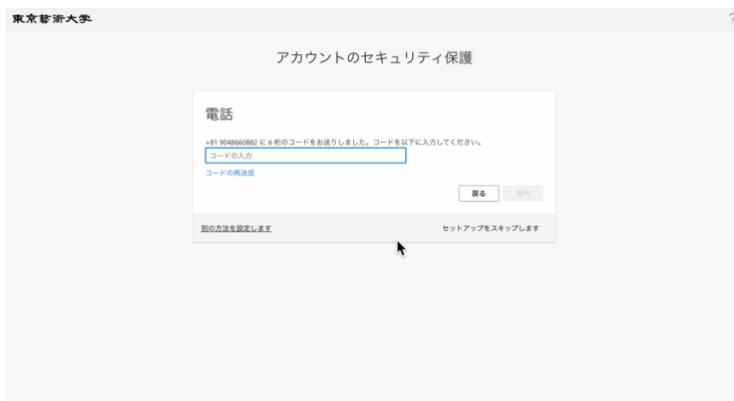 東京藝術大学
?
アカウントのセキュリティ保護
電話
+81 9048660882 に 6 桁のコードをお送りしました。コードを以下に入力してください。
コードの入力
コードの再送信
戻る
次へ
別の方法を設定します
セットアップをスキップします